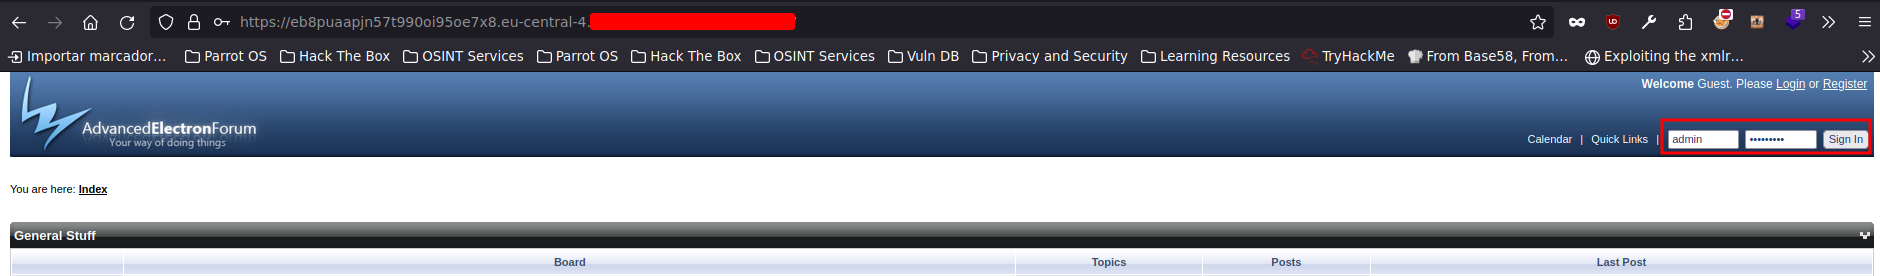 https://eb8puaapjn57t990oi95oe7x8.eu-central-4.
5
Importar marcador… Parrot OS Hack The Box OSINT Services Parrot OS Hack The Box OSINT Services Vuln DB Privacy and Security Learning Resources TryHackMe From Base58, From… Exploiting the xmlr…
Welcome Guest. Please Login or Register
AdvancedElectronForum
Your way of doing things
Calendar | Quick Links | admin ••••••••• Sign In
You are here: Index
General Stuff
Board Topics Posts Last Post